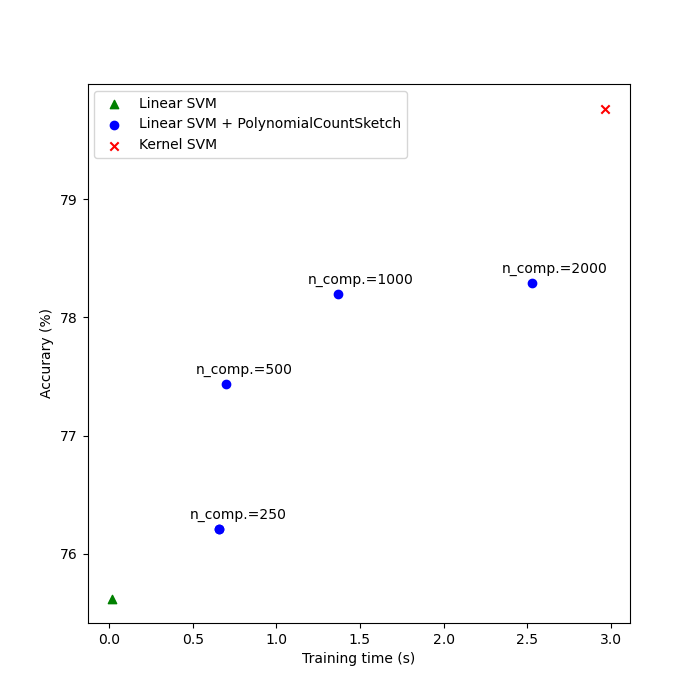 Linear SVM
Linear SVM + PolynomialCountSketch
Kernel SVM
79
78
77
76
Accurary (%)
n_comp.=2000
n_comp.=1000
n_comp.=500
n_comp.=250
0.0 0.5 1.0 1.5 2.0 2.5 3.0
Training time (s)